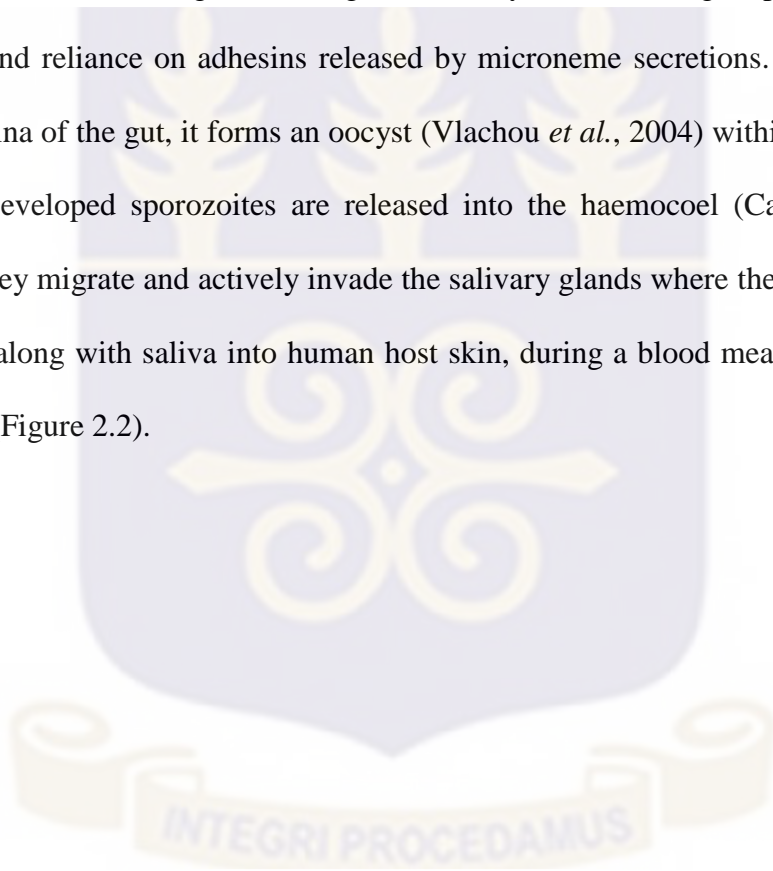 nd reliance on adhesins released by microneme secretions.
na of the gut, it forms an oocyst (Vlachou et al., 2004) withi
eveloped sporozoites are released into the haemocoel (Ca
ey migrate and actively invade the salivary glands where the
along with saliva into human host skin, during a blood mea
Figure 2.2).
INTEGRI PROCEDAMUS